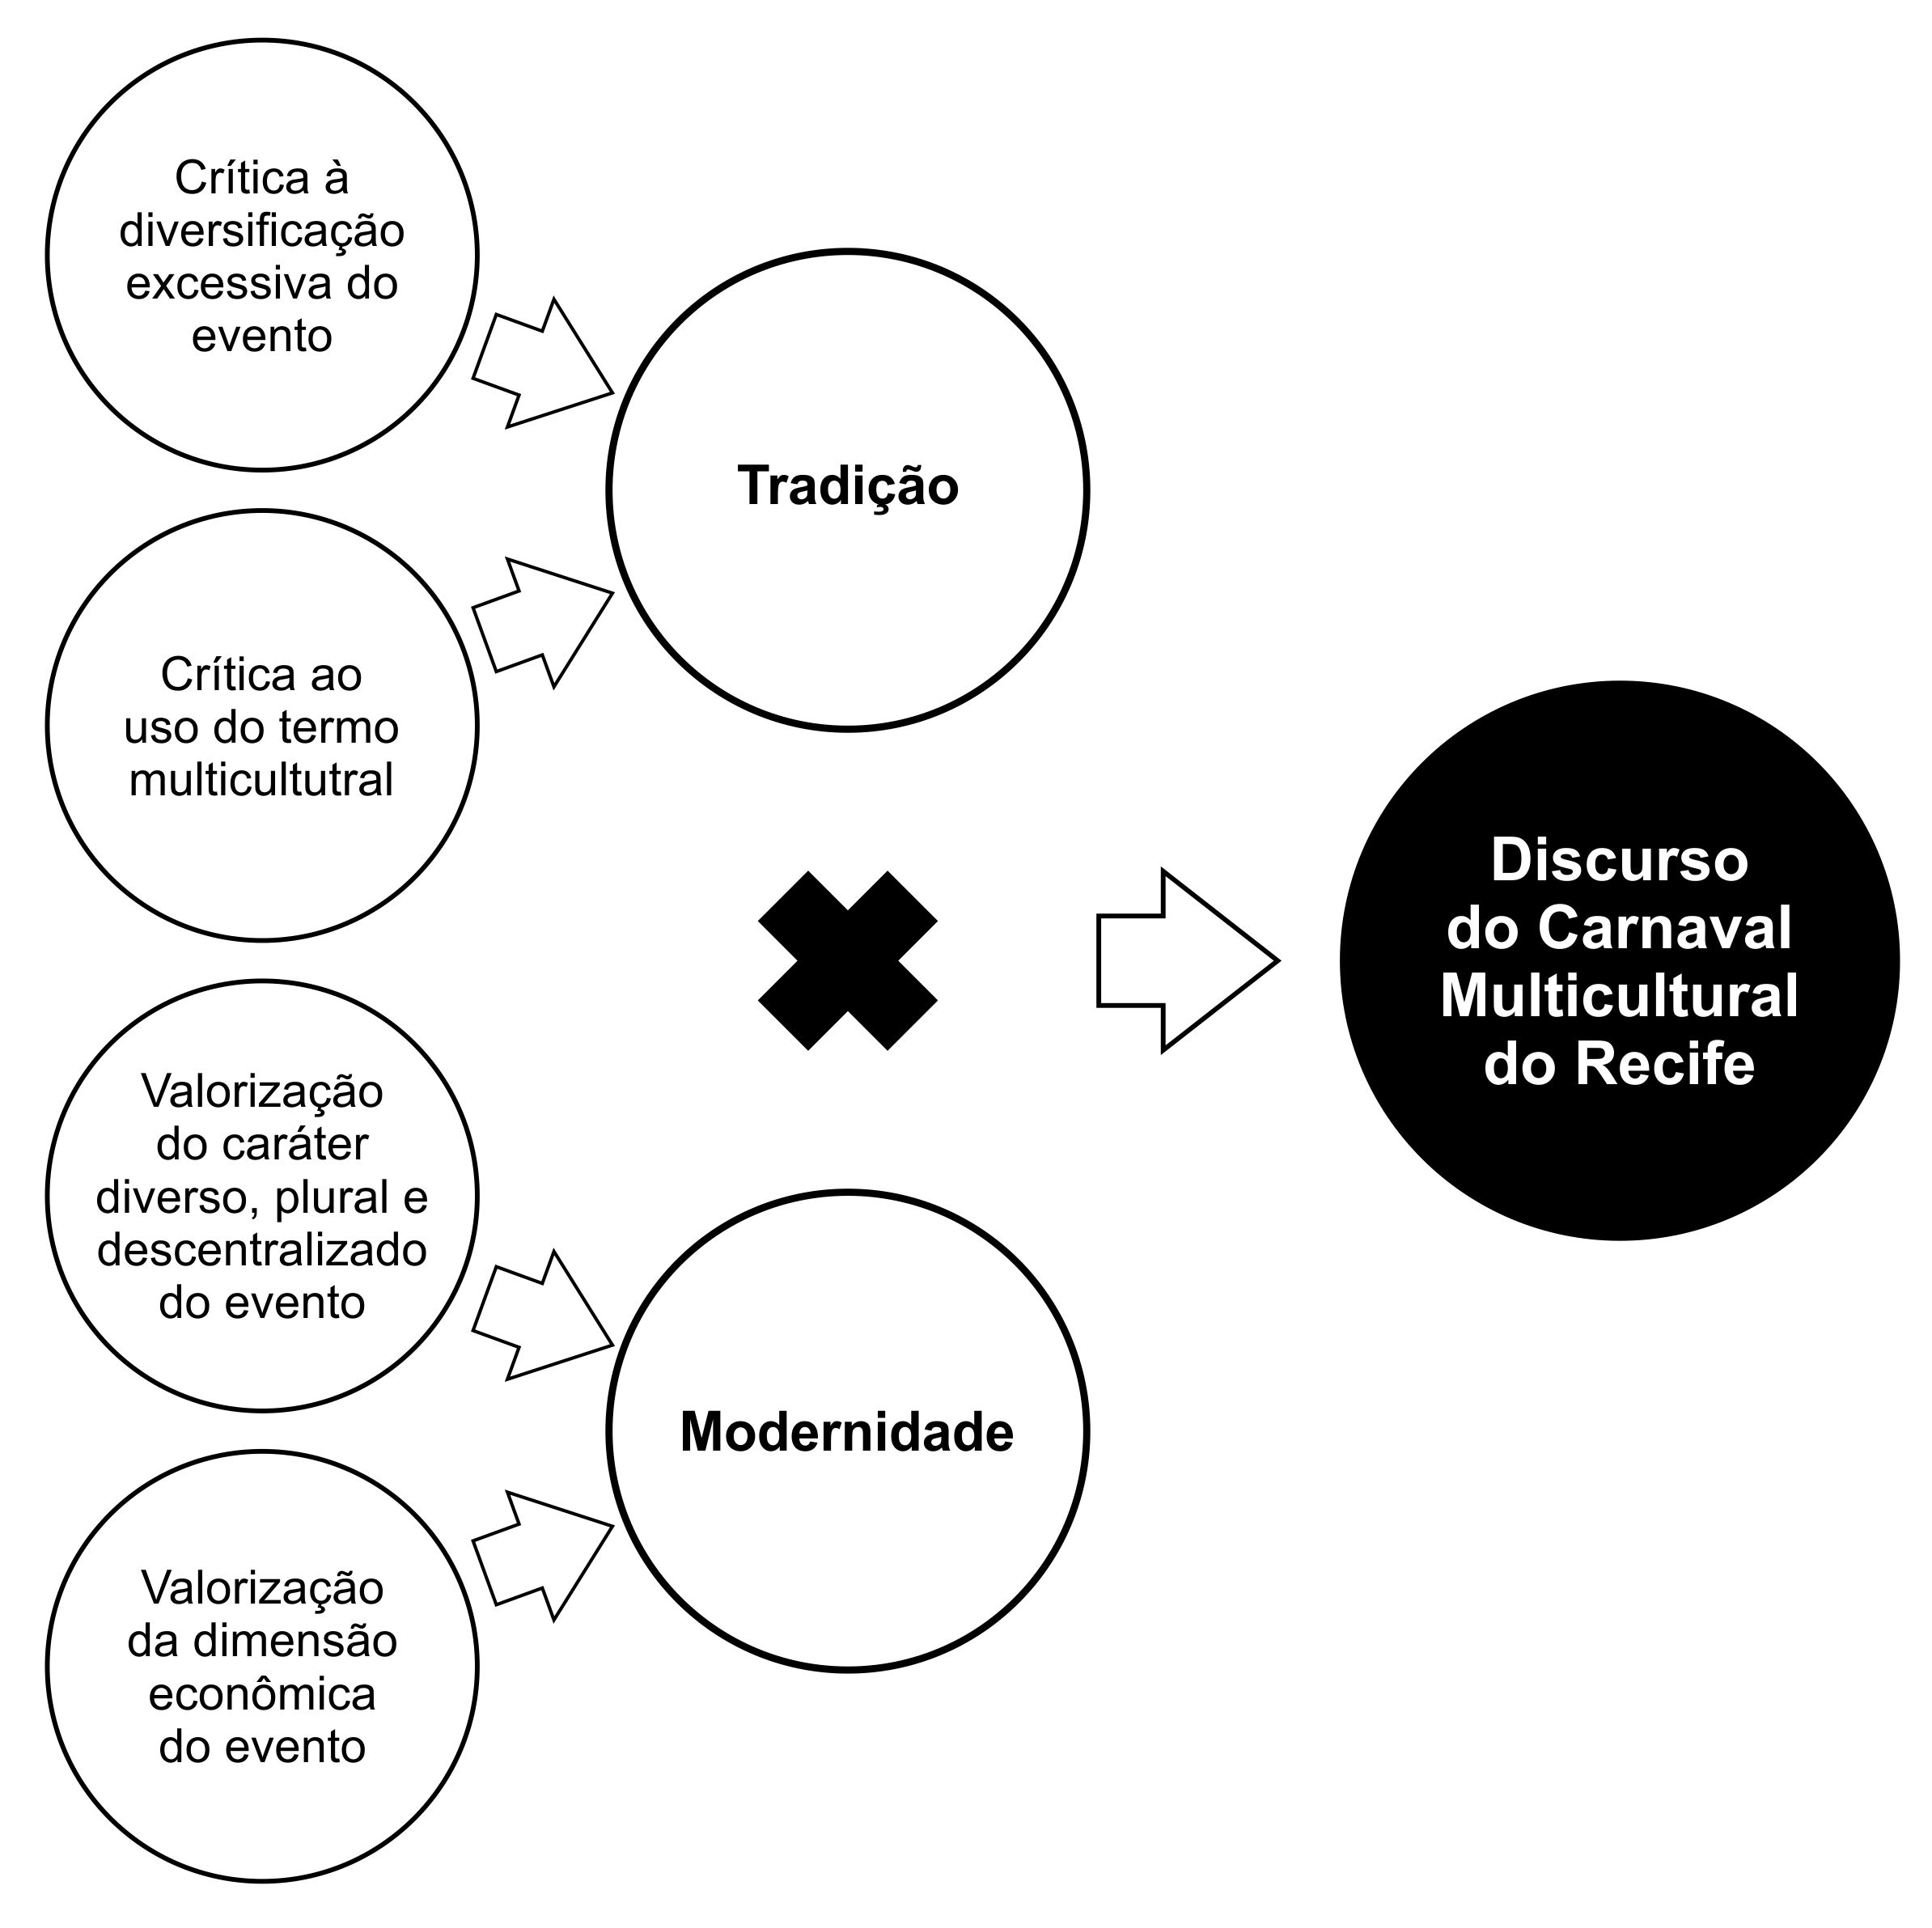 Crítica à
diversificação
excessiva do
evento
Tradição
Crítica ao
uso do termo
multicultutral
Discurso
do Carnaval
Multicultural
do Recife
Valorização
do caráter
diverso, plural e
descentralizado
do evento
Modernidade
Valorização
da dimensão
econômica
do evento